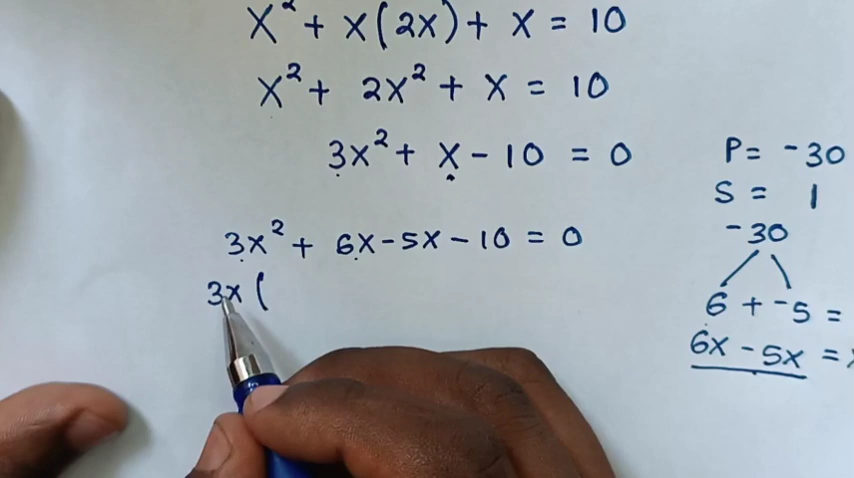 x² + x(2x) + x = 10
x² + 2x² + x = 10
3x² + x - 10 = 0
3x² + 6x - 5x - 10 = 0
3x (
P = -30
S = 1
-30
6 + -5 =
6x - 5x =